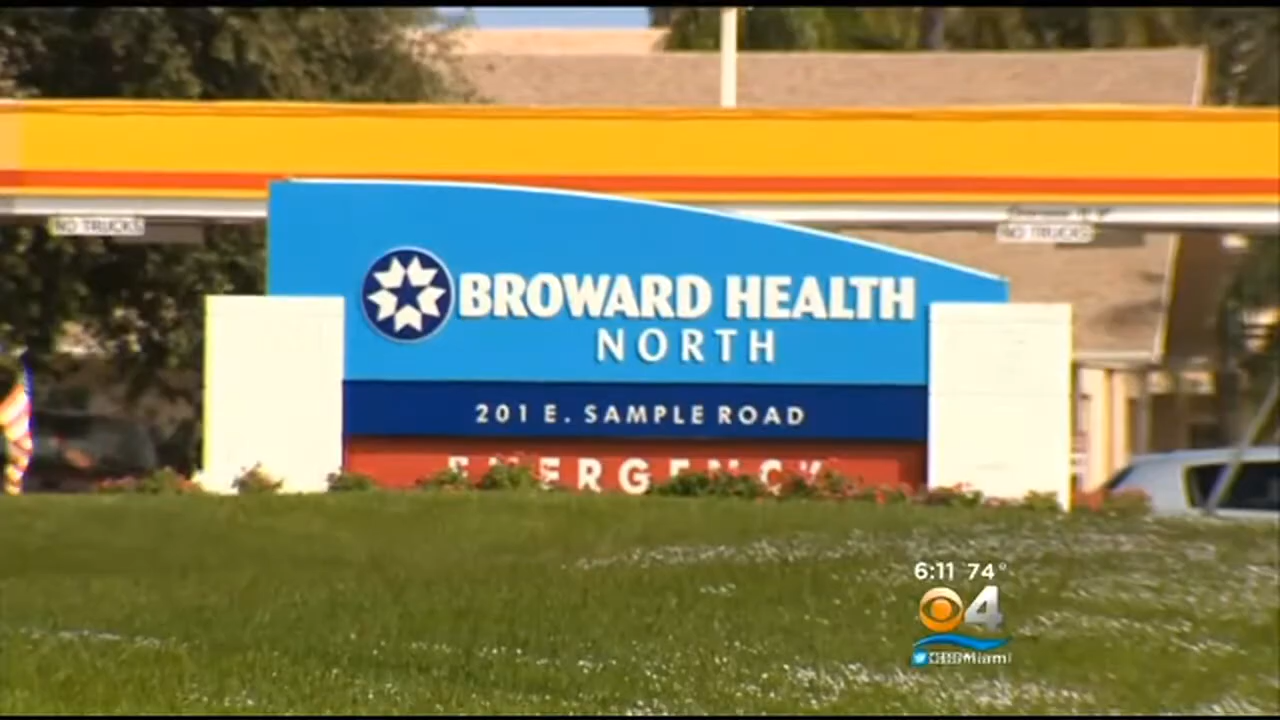 NO TRUCKS
NO TRUCKS
BROWARD HEALTH
NORTH
201 E. SAMPLE ROAD
EMERGENCY
6:11 74°
4
CBSMiami